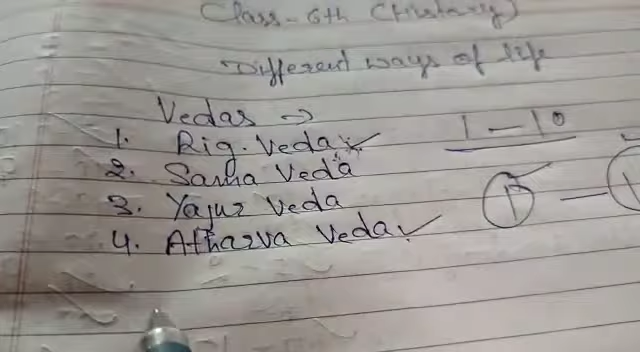 Class - 6th (History)
Different ways of life
Vedas →
1. Rig. Veda ✓
2. Sama Veda
3. Yajur Veda
4. Atharva Veda ✓
1 - 10